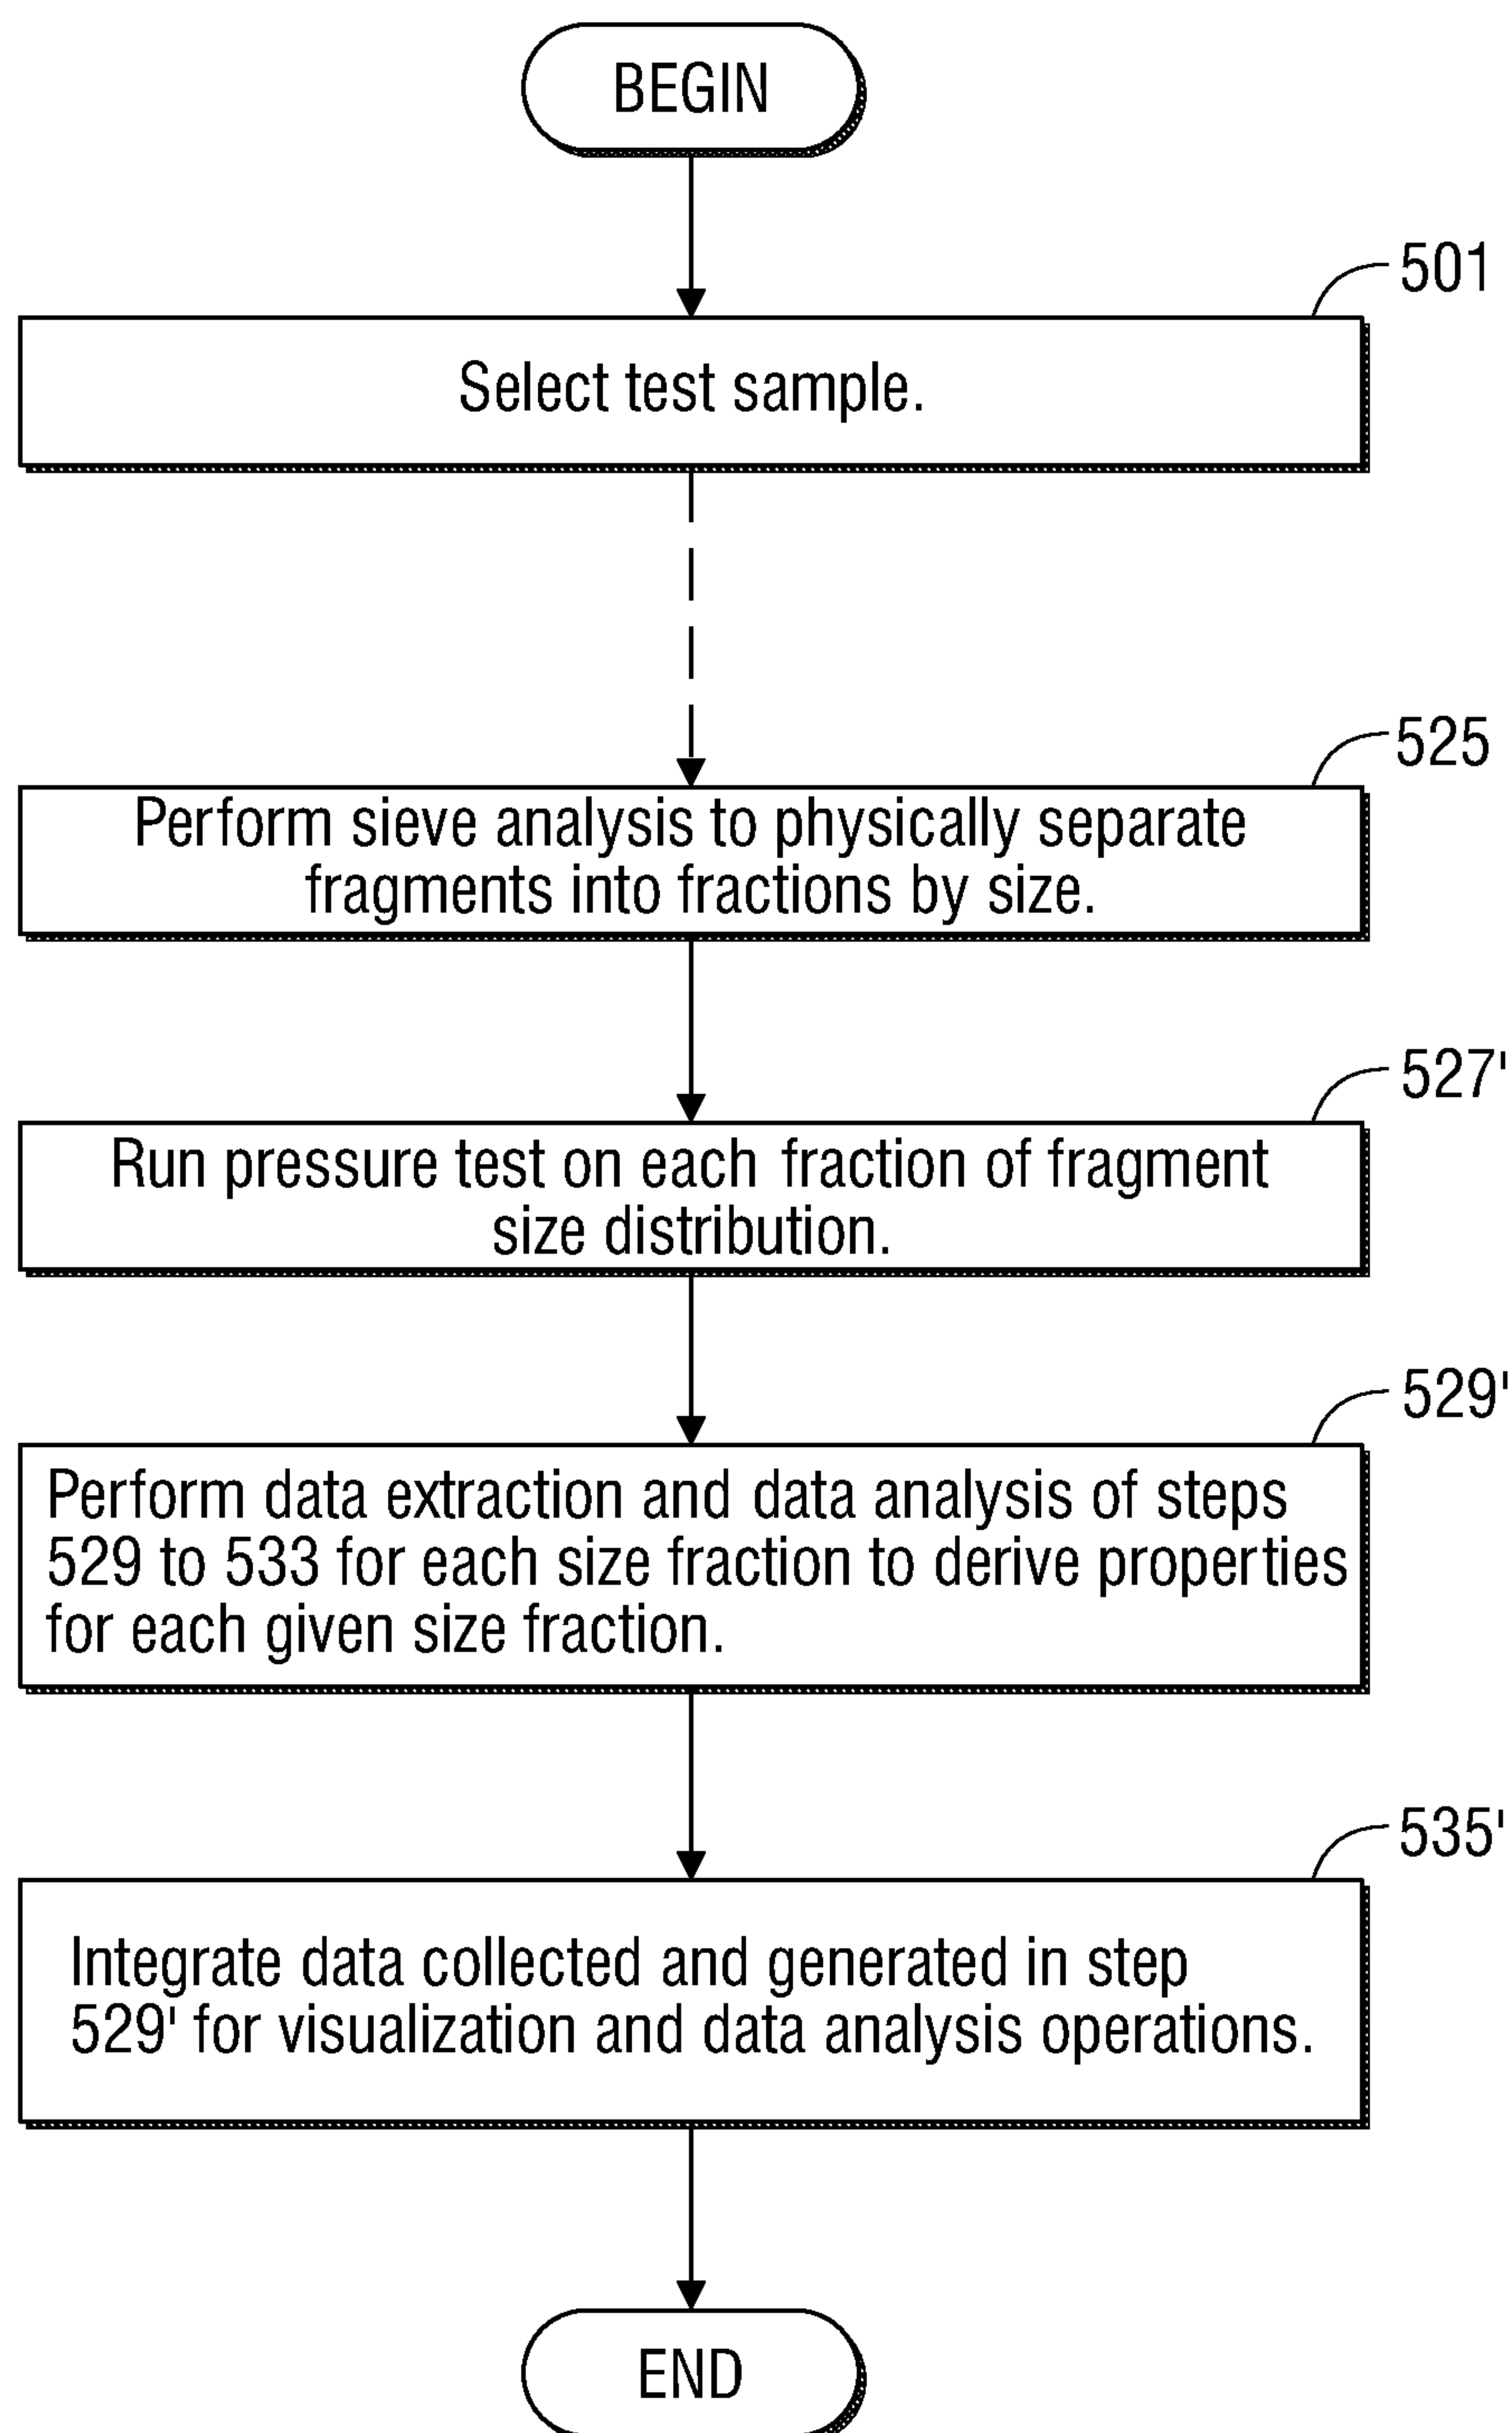 BEGIN
501
Select test sample.
525
Perform sieve analysis to physically separate
fragments into fractions by size.
527'
Run pressure test on each fraction of fragment
size distribution.
529'
Perform data extraction and data analysis of steps
529 to 533 for each size fraction to derive properties
for each given size fraction.
535'
Integrate data collected and generated in step
529' for visualization and data analysis operations.
END